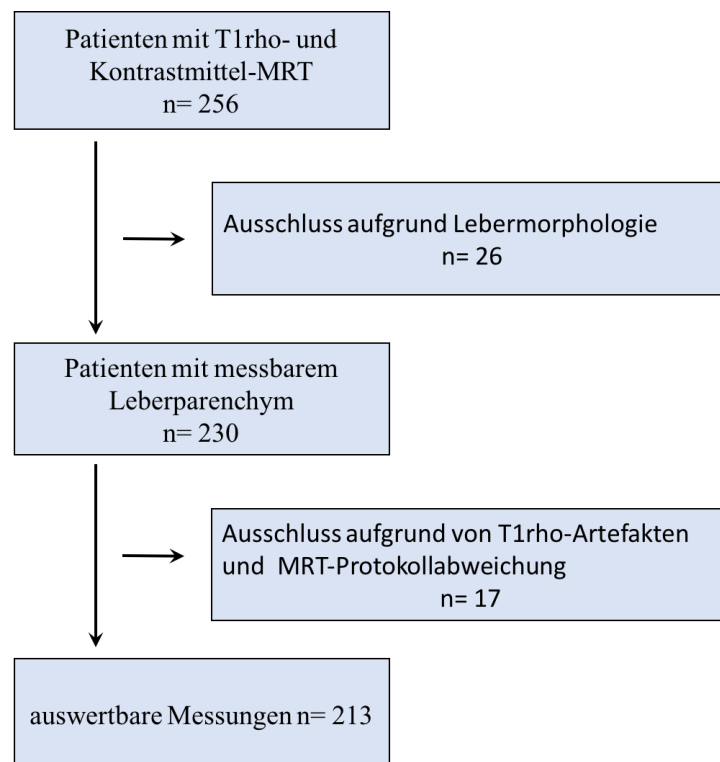 Patienten mit T1rho- und
Kontrastmittel-MRT
n= 256
Ausschluss aufgrund Lebermorphologie
n= 26
Patienten mit messbarem
Leberparenchym
n= 230
Ausschluss aufgrund von T1rho-Artefakten
und MRT-Protokollabweichung
n= 17
auswertbare Messungen n= 213